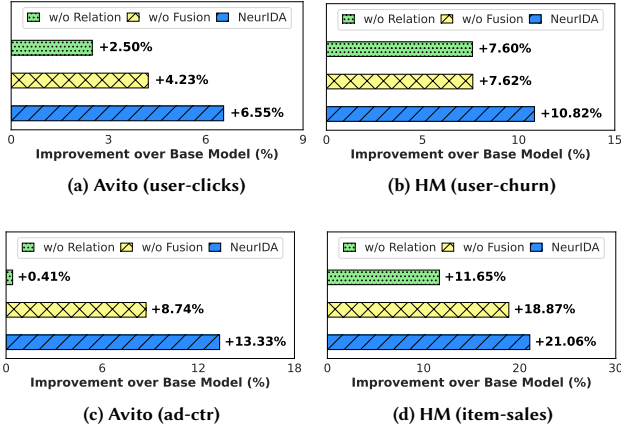 w/o Relation w/o Fusion NeurIDA
+2.50%
+4.23%
+6.55%
0 3 6 9
Improvement over Base Model (%)
(a) Avito (user-clicks)
w/o Relation w/o Fusion NeurIDA
+7.60%
+7.62%
+10.82%
0 5 10 15
Improvement over Base Model (%)
(b) HM (user-churn)
w/o Relation w/o Fusion NeurIDA
+0.41%
+8.74%
+13.33%
0 6 12 18
Improvement over Base Model (%)
(c) Avito (ad-ctr)
w/o Relation w/o Fusion NeurIDA
+11.65%
+18.87%
+21.06%
0 10 20 30
Improvement over Base Model (%)
(d) HM (item-sales)